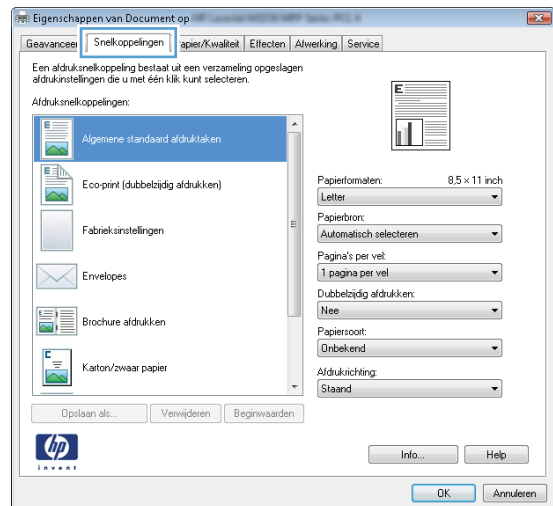 Eigenschappen van Document op
Geavanceer Snelkoppelingen apier/Kwaliteit Effecten Afwerking Service
Een afdruksnelkoppeling bestaat uit een verzameling opgeslagen
afdrukinstellingen die u met één klik kunt selecteren.
Afdruksnelkoppelingen:
Algemene standaard afdruktaken
Eco-print (dubbelzijdig afdrukken)
Fabrieksinstellingen
Envelopes
Brochure afdrukken
Karton/zwaar papier
E
Papierformaten: 8,5 × 11 inch
Letter
Papierbron:
Automatisch selecteren
Pagina's per vel:
1 pagina per vel
Dubbelzijdig afdrukken:
Nee
Papiersoort:
Onbekend
Afdrukrichting:
Staand
Opslaan als... Verwijderen Beginwaarden
hp
invent
Info... Help
OK Annuleren